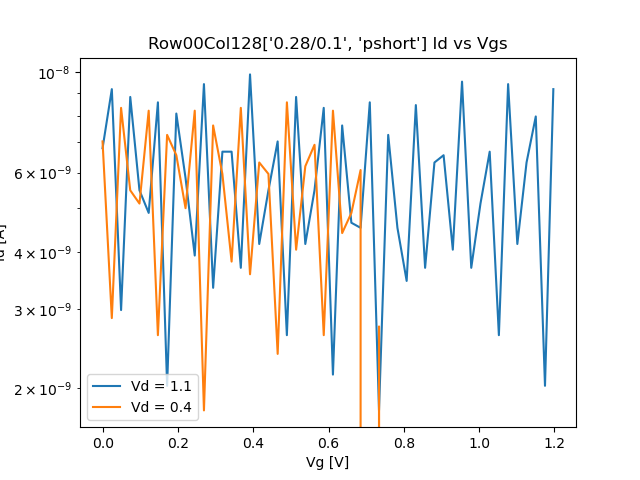 Row00Col128['0.28/0.1', 'pshort'] Id vs Vgs
10⁻⁸
6 × 10⁻⁹
4 × 10⁻⁹
3 × 10⁻⁹
2 × 10⁻⁹
Id [A]
Vd = 1.1
Vd = 0.4
0.0 0.2 0.4 0.6 0.8 1.0 1.2
Vg [V]